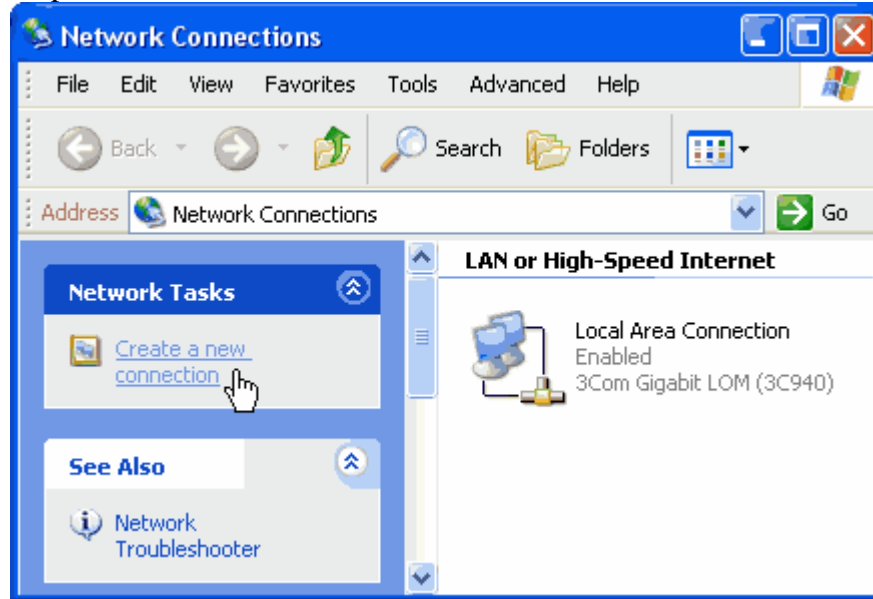 Network Connections
File Edit View Favorites Tools Advanced Help
Back Search Folders
Address Network Connections Go
Network Tasks
Create a new
connection
See Also
Network
Troubleshooter
LAN or High-Speed Internet
Local Area Connection
Enabled
3Com Gigabit LOM (3C940)